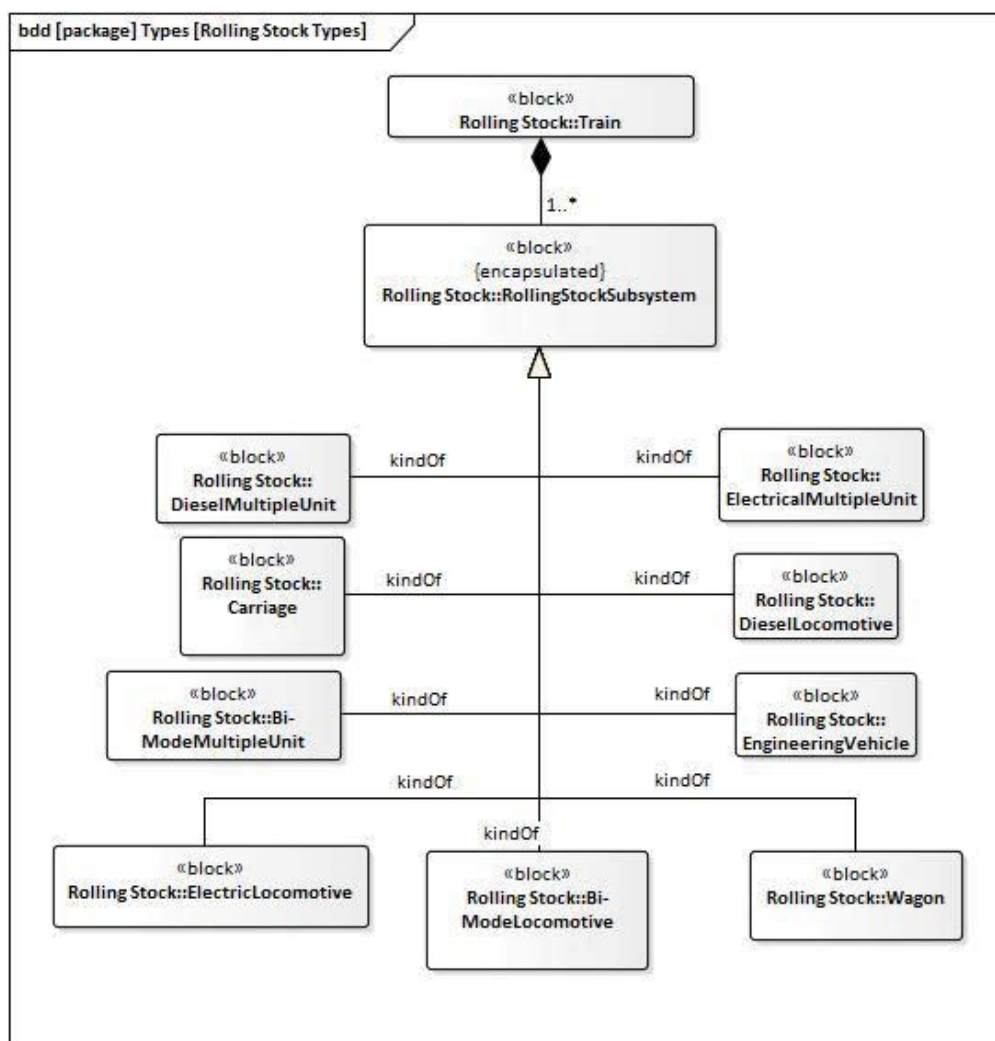 bdd [package] Types [Rolling Stock Types]
«block»
Rolling Stock::Train
1..*
«block»
{encapsulated}
Rolling Stock::RollingStockSubsystem
«block»
Rolling Stock::
DieselMultipleUnit
kindOf
kindOf
«block»
Rolling Stock::
ElectricalMultipleUnit
«block»
Rolling Stock::
Carriage
kindOf
kindOf
«block»
Rolling Stock::
DieselLocomotive
«block»
Rolling Stock::Bi-
ModeMultipleUnit
kindOf
kindOf
«block»
Rolling Stock::
EngineeringVehicle
kindOf
kindOf
kindOf
«block»
Rolling Stock::ElectricLocomotive
«block»
Rolling Stock::Bi-
ModeLocomotive
«block»
Rolling Stock::Wagon